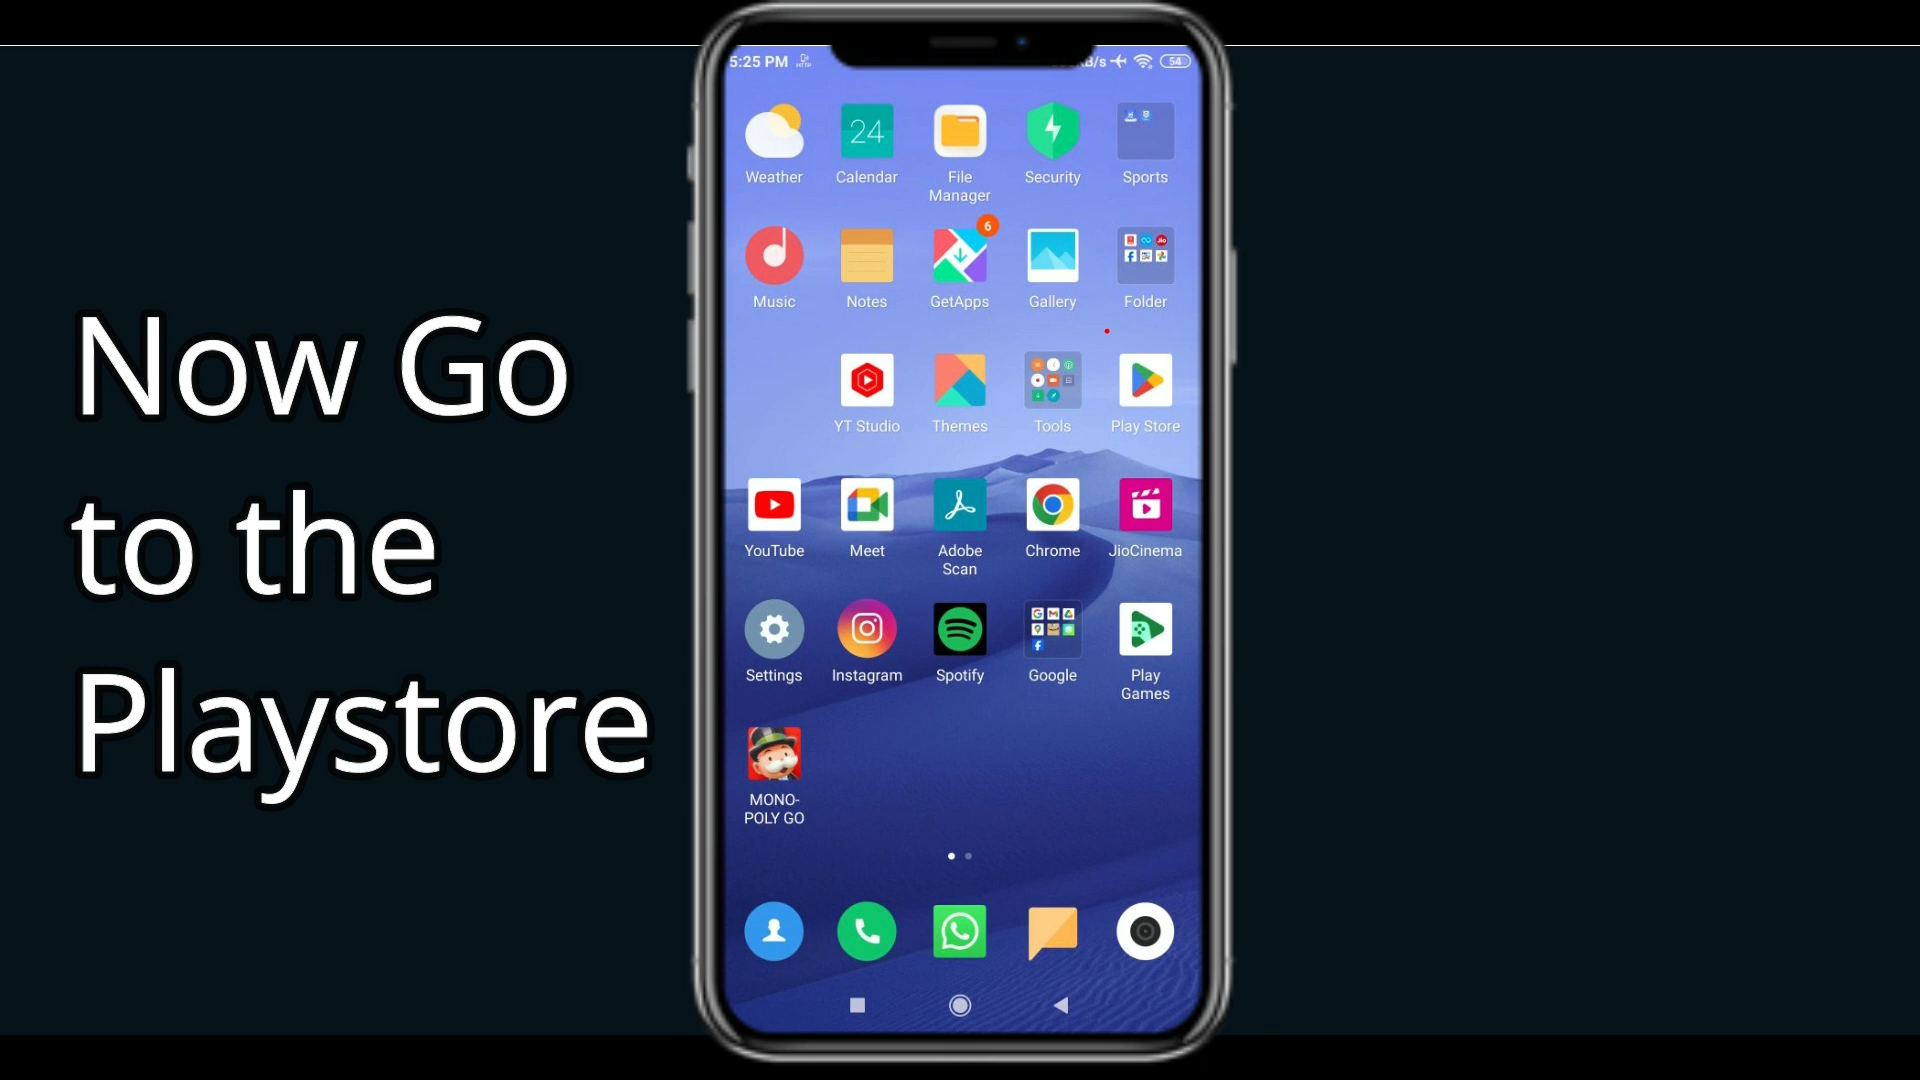 Now Go
to the
Playstore
5:25 PM
B/s
54
24
Weather Calendar File Manager Security Sports
6
Music Notes GetApps Gallery Folder
YT Studio Themes Tools Play Store
YouTube Meet Adobe Scan Chrome JioCinema
Settings Instagram Spotify Google Play Games
MONO-
POLY GO